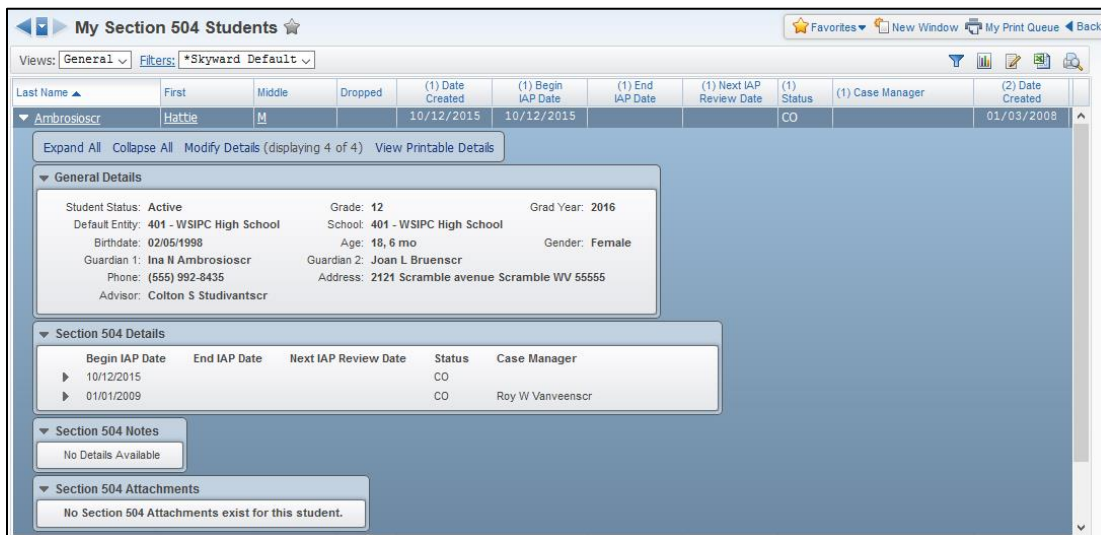 My Section 504 Students
Favorites New Window My Print Queue Back
Views: General Filters: *Skyward Default
Last Name First Middle Dropped (1) Date Created (1) Begin IAP Date (1) End IAP Date (1) Next IAP Review Date (1) Status (1) Case Manager (2) Date Created
Ambrosioscr Hattie M 10/12/2015 10/12/2015 CO 01/03/2008
Expand All Collapse All Modify Details (displaying 4 of 4) View Printable Details
General Details
Student Status: Active Grade: 12 Grad Year: 2016
Default Entity: 401 - WSIPC High School School: 401 - WSIPC High School
Birthdate: 02/05/1998 Age: 18, 6 mo Gender: Female
Guardian 1: Ina N Ambrosioscr Guardian 2: Joan L Bruenscr
Phone: (555) 992-8435 Address: 2121 Scramble avenue Scramble WV 55555
Advisor: Colton S Studivantscr
Section 504 Details
Begin IAP Date End IAP Date Next IAP Review Date Status Case Manager
10/12/2015 CO
01/01/2009 CO Roy W Vanveenscr
Section 504 Notes
No Details Available
Section 504 Attachments
No Section 504 Attachments exist for this student.